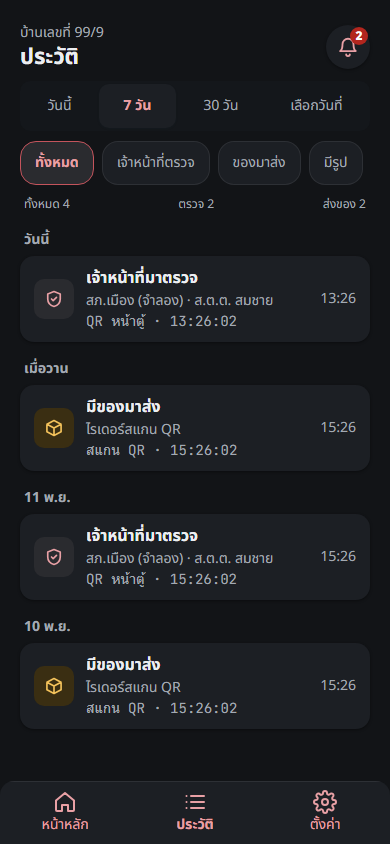 บ้านเลขที่ 99/9
ประวัติ
2
วันนี้
7 วัน
30 วัน
เลือกวันที่
ทั้งหมด
เจ้าหน้าที่ตรวจ
ของมาส่ง
มีรูป
ทั้งหมด 4
ตรวจ 2
ส่งของ 2
วันนี้
เจ้าหน้าที่มาตรวจ
สภ.เมือง (จำลอง) · ส.ต.ต. สมชาย
13:26
QR หน้าตู้ · 13:26:02
เมื่อวาน
มีของมาส่ง
ไรเดอร์สแกน QR
15:26
สแกน QR · 15:26:02
11 พ.ย.
เจ้าหน้าที่มาตรวจ
สภ.เมือง (จำลอง) · ส.ต.ต. สมชาย
15:26
QR หน้าตู้ · 15:26:02
10 พ.ย.
มีของมาส่ง
ไรเดอร์สแกน QR
15:26
สแกน QR · 15:26:02
หน้าหลัก
ประวัติ
ตั้งค่า